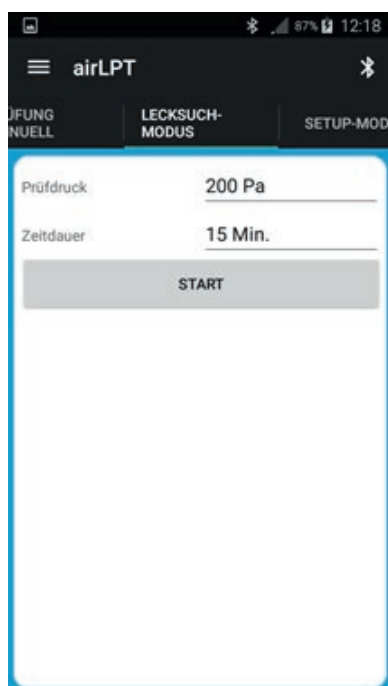 87% 12:18
airLPT
ÜFUNG
NUELL
LECKSUCH-
MODUS
SETUP-MOD
Prüfdruck 200 Pa
Zeitdauer 15 Min.
START